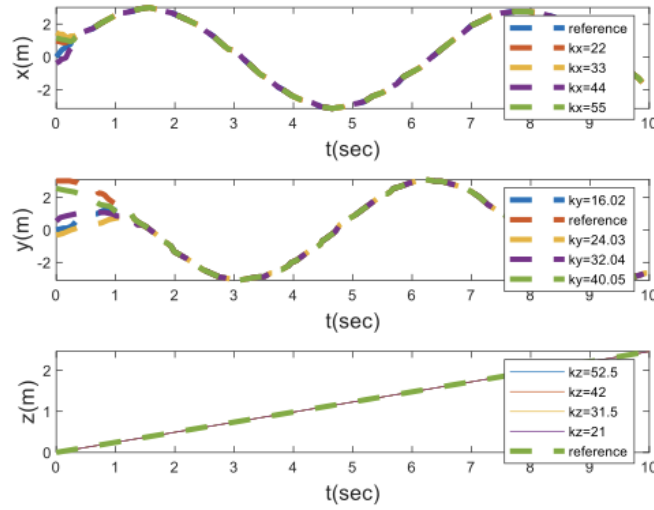 x(m)
2
0
-2
reference
kx=22
kx=33
kx=44
kx=55
0 1 2 3 4 5 6 7 8 9 10
t(sec)
y(m)
2
0
-2
ky=16.02
reference
ky=24.03
ky=32.04
ky=40.05
0 1 2 3 4 5 6 7 8 9 10
t(sec)
z(m)
2
1
0
kz=52.5
kz=42
kz=31.5
kz=21
reference
0 1 2 3 4 5 6 7 8 9 10
t(sec)